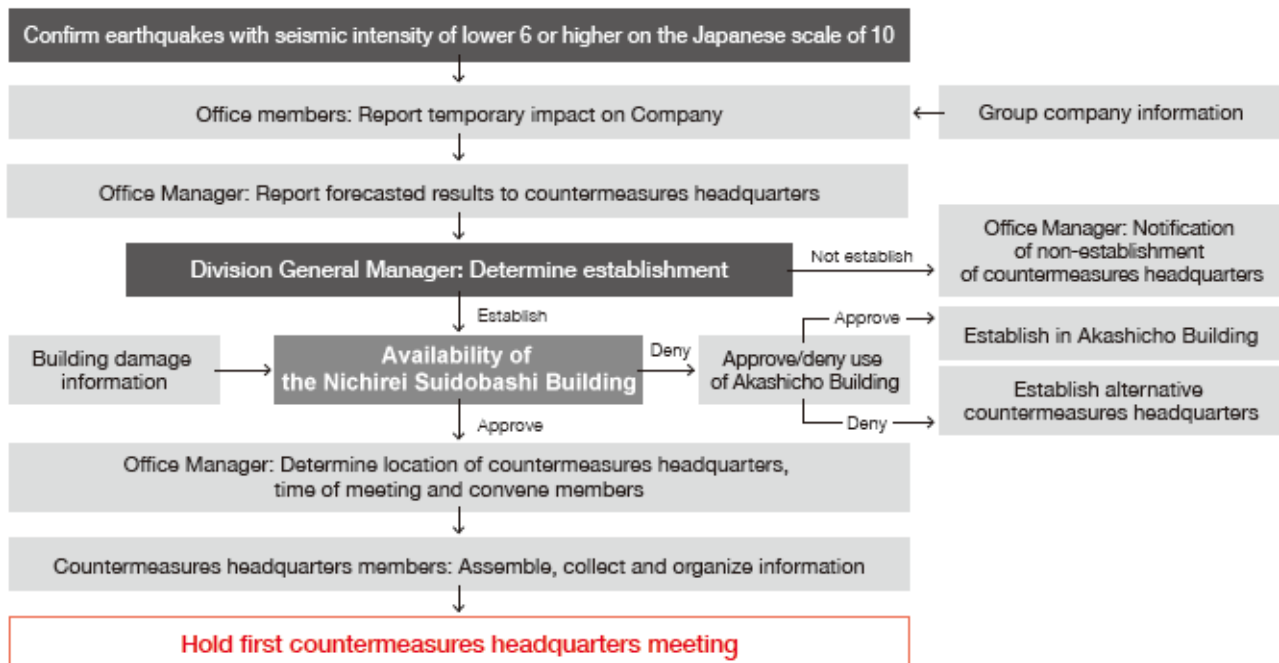 Confirm earthquakes with seismic intensity of lower 6 or higher on the Japanese scale of 10
Office members: Report temporary impact on Company
Group company information
Office Manager: Report forecasted results to countermeasures headquarters
Division General Manager: Determine establishment
Not establish
Office Manager: Notification
of non-establishment
of countermeasures headquarters
Establish
Building damage
information
Availability of
the Nichirei Suidobashi Building
Deny
Approve/deny use
of Akashicho Building
Approve
Establish in Akashicho Building
Deny
Establish alternative
countermeasures headquarters
Approve
Office Manager: Determine location of countermeasures headquarters,
time of meeting and convene members
Countermeasures headquarters members: Assemble, collect and organize information
Hold first countermeasures headquarters meeting